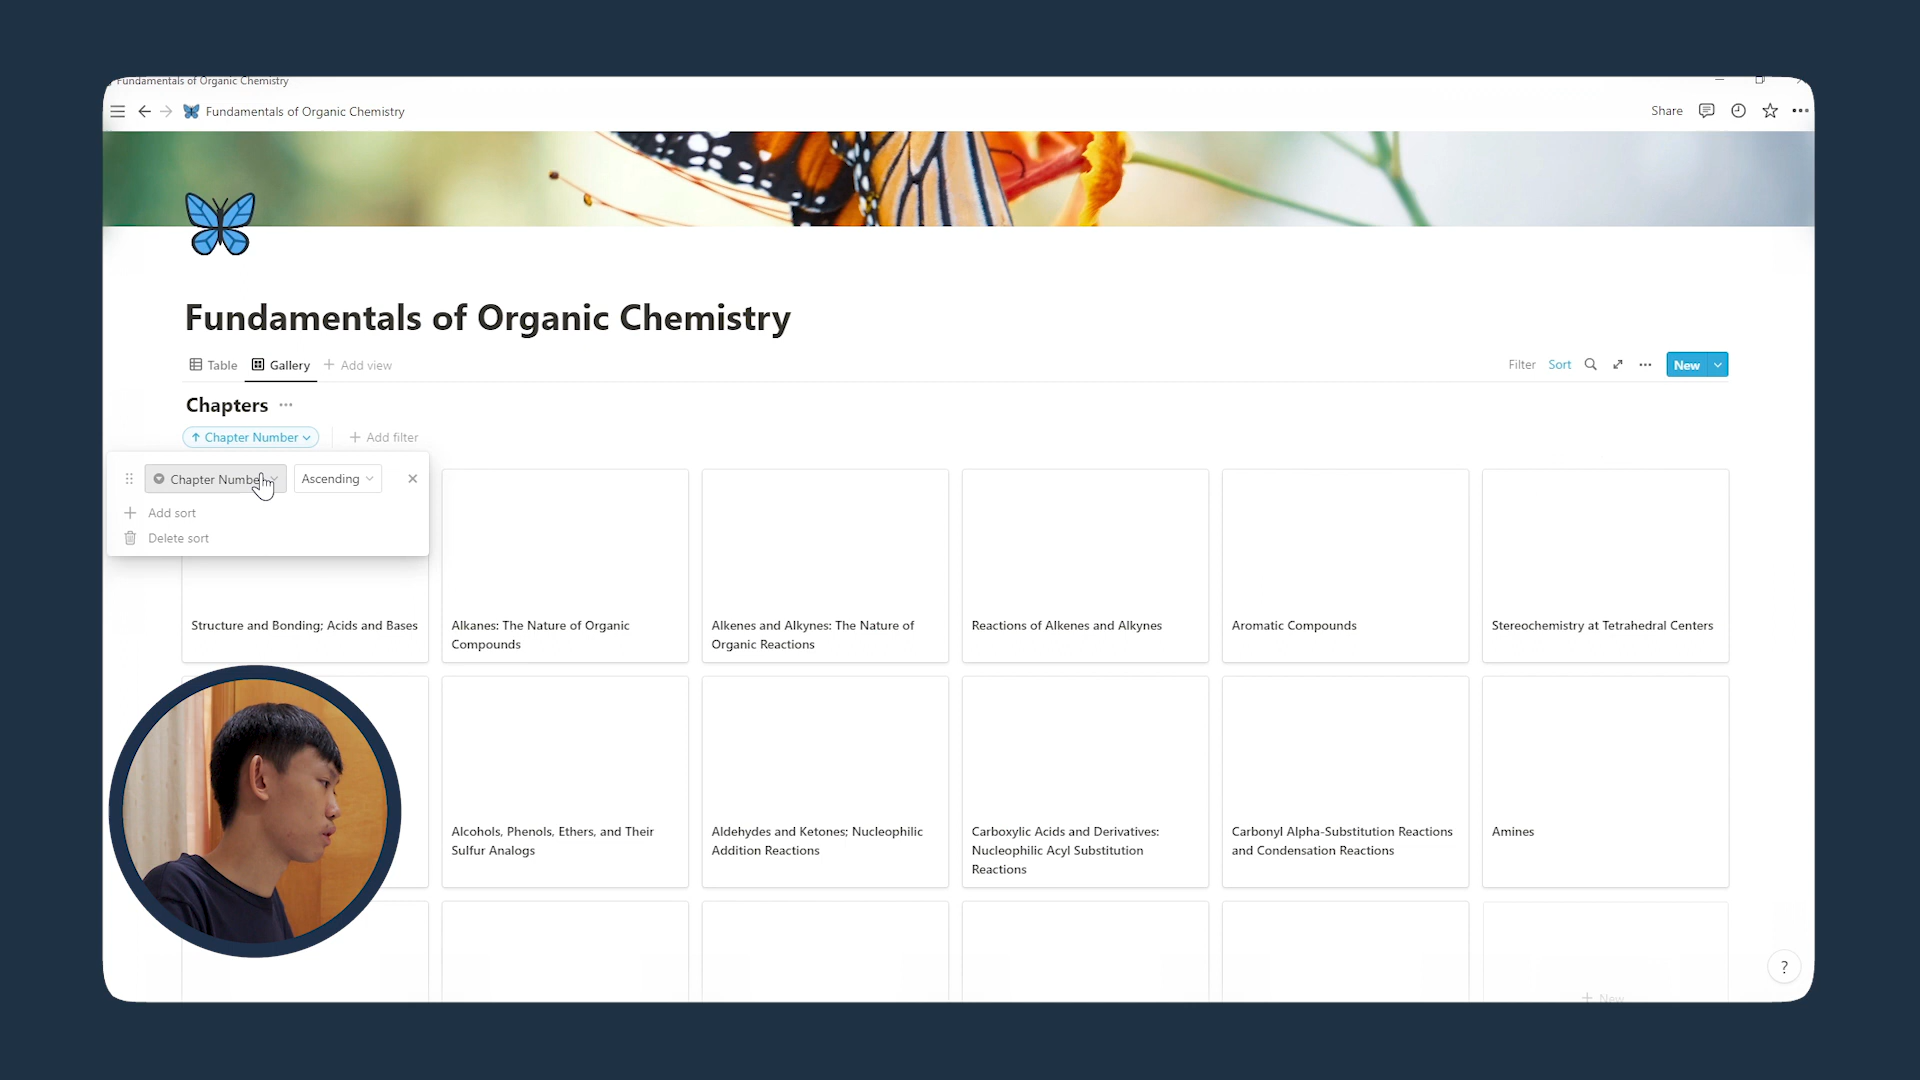 Fundamentals of Organic Chemistry
Fundamentals of Organic Chemistry
Share
Fundamentals of Organic Chemistry
Table
Gallery
Add view
Filter
Sort
New
Chapters
Chapter Number
Add filter
Chapter Numbe
Ascending
Add sort
Delete sort
Structure and Bonding; Acids and Bases
Alkanes: The Nature of Organic
Compounds
Alkenes and Alkynes: The Nature of
Organic Reactions
Reactions of Alkenes and Alkynes
Aromatic Compounds
Stereochemistry at Tetrahedral Centers
Alcohols, Phenols, Ethers, and Their
Sulfur Analogs
Aldehydes and Ketones; Nucleophilic
Addition Reactions
Carboxylic Acids and Derivatives:
Nucleophilic Acyl Substitution
Reactions
Carbonyl Alpha-Substitution Reactions
and Condensation Reactions
Amines
+ New
?